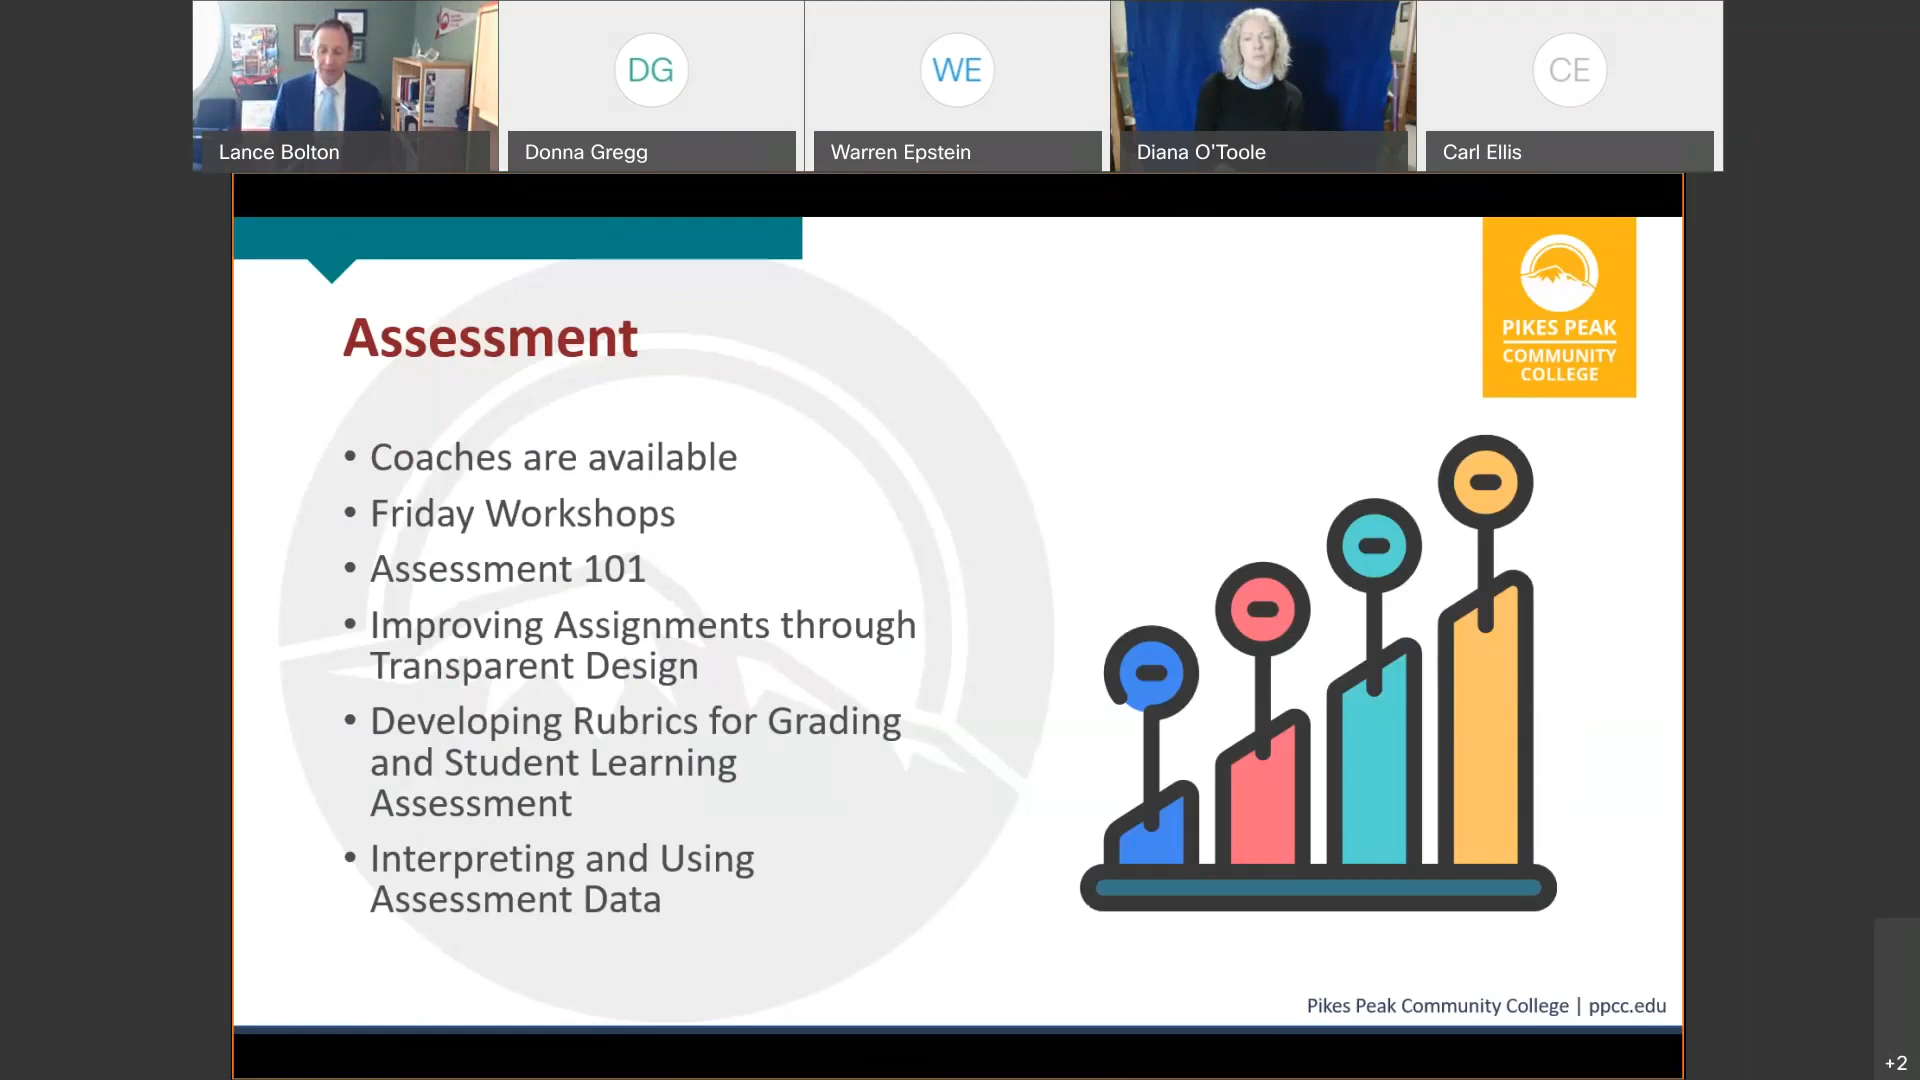 DG
WE
CE
Lance Bolton
Donna Gregg
Warren Epstein
Diana O'Toole
Carl Ellis
PIKES PEAK
COMMUNITY
COLLEGE
Assessment
• Coaches are available
• Friday Workshops
• Assessment 101
• Improving Assignments through
Transparent Design
• Developing Rubrics for Grading
and Student Learning
Assessment
• Interpreting and Using
Assessment Data
Pikes Peak Community College | ppcc.edu
+2